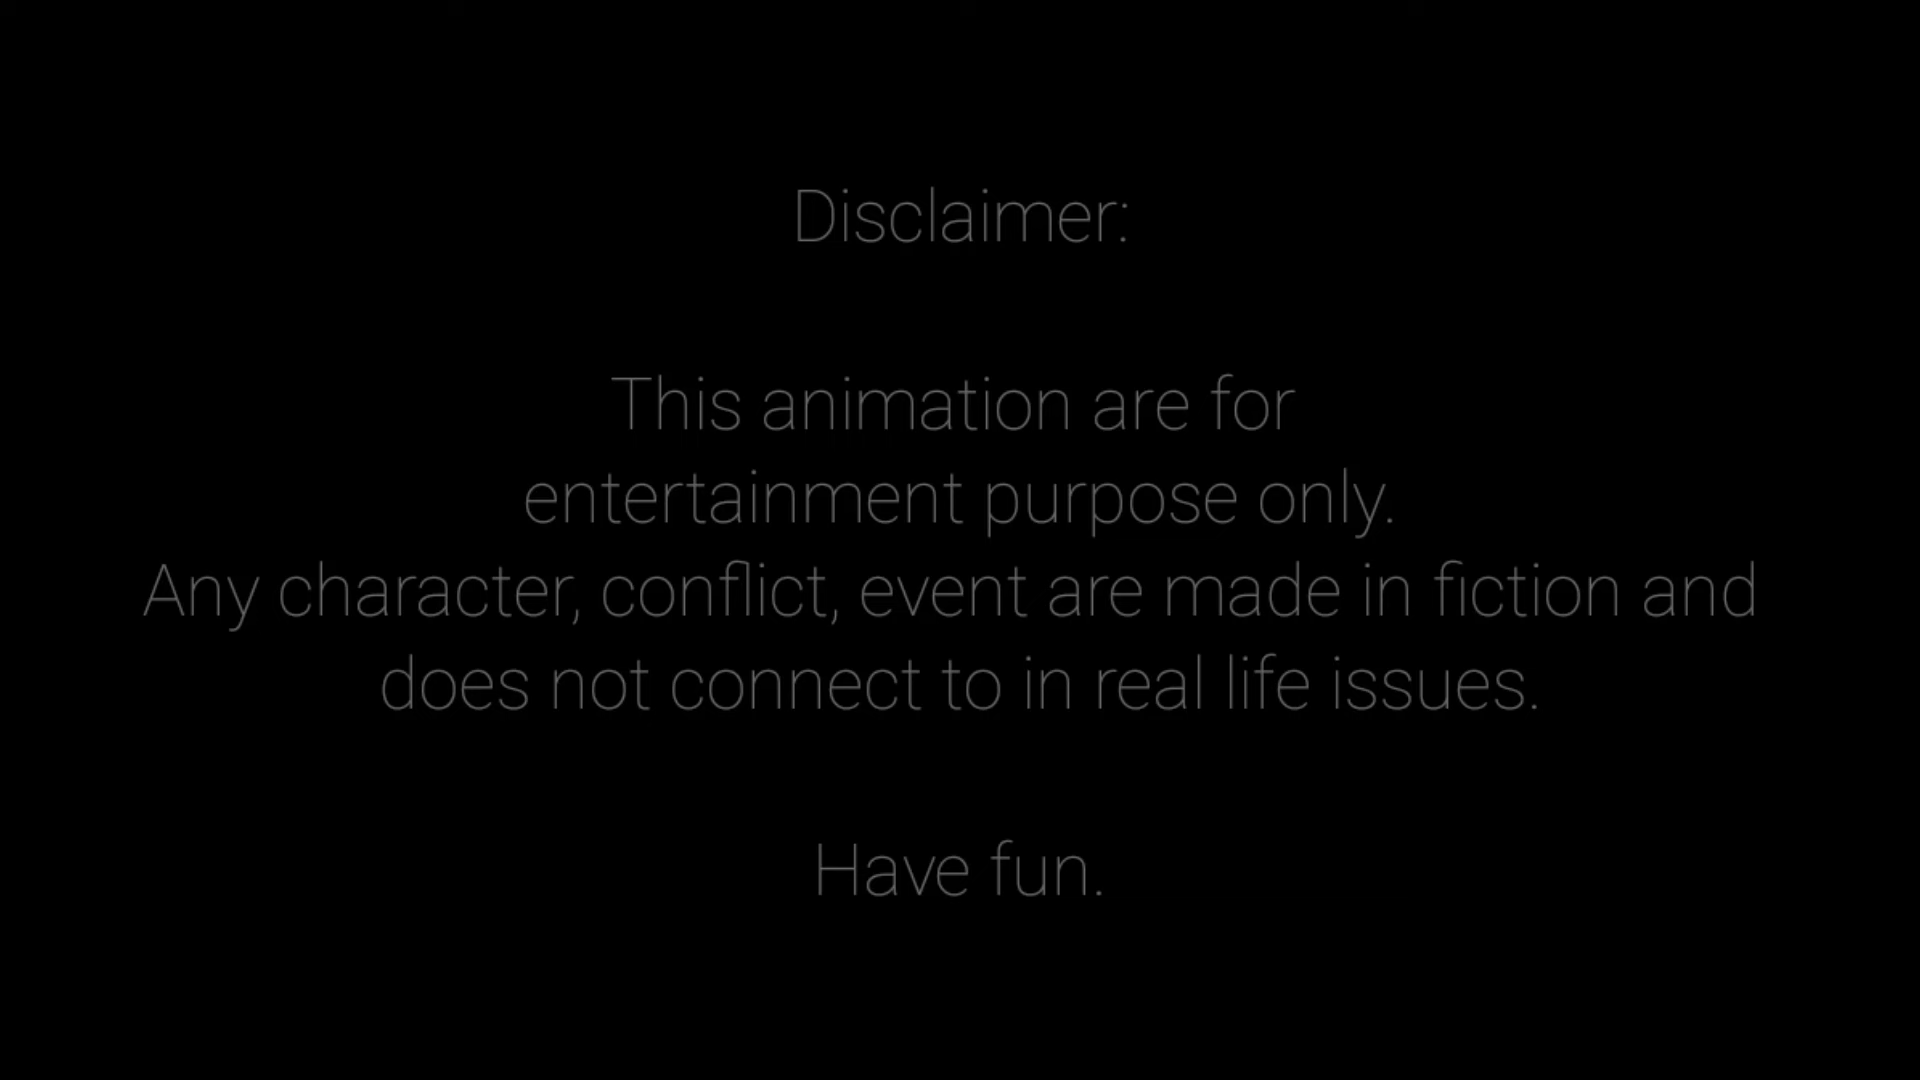 Disclaimer:
This animation are for
entertainment purpose only.
Any character, conflict, event are made in fiction and
does not connect to in real life issues.
Have fun.